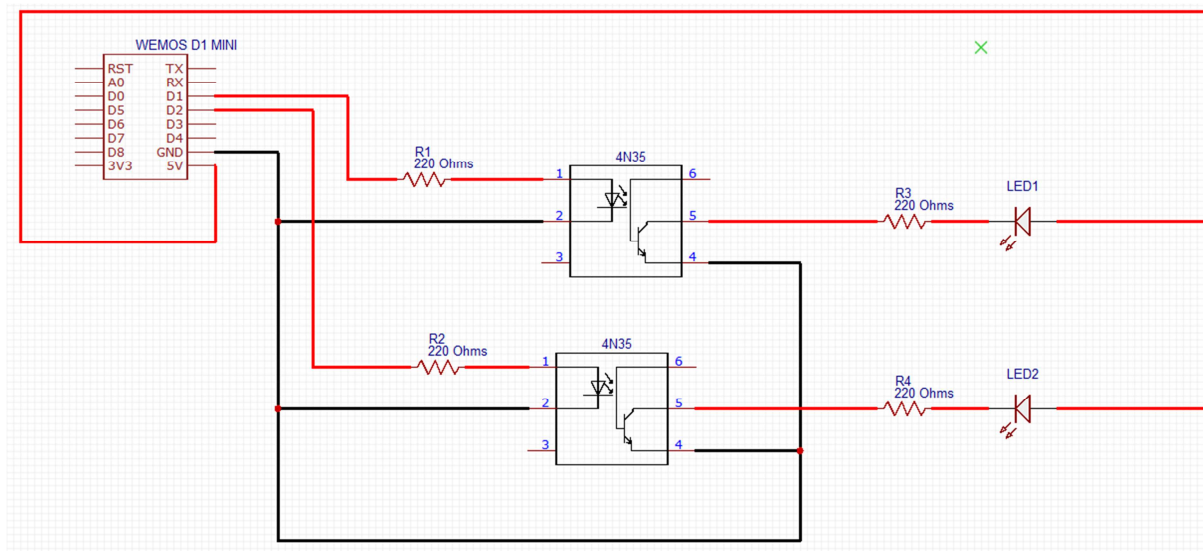 WEMOS D1 MINI
RST TX
A0 RX
D0 D1
D5 D2
D6 D3
D7 D4
D8 GND
3V3 5V
R1
220 Ohms
4N35
1 6
2 5
3 4
R3
220 Ohms
LED1
R2
220 Ohms
4N35
1 6
2 5
3 4
R4
220 Ohms
LED2